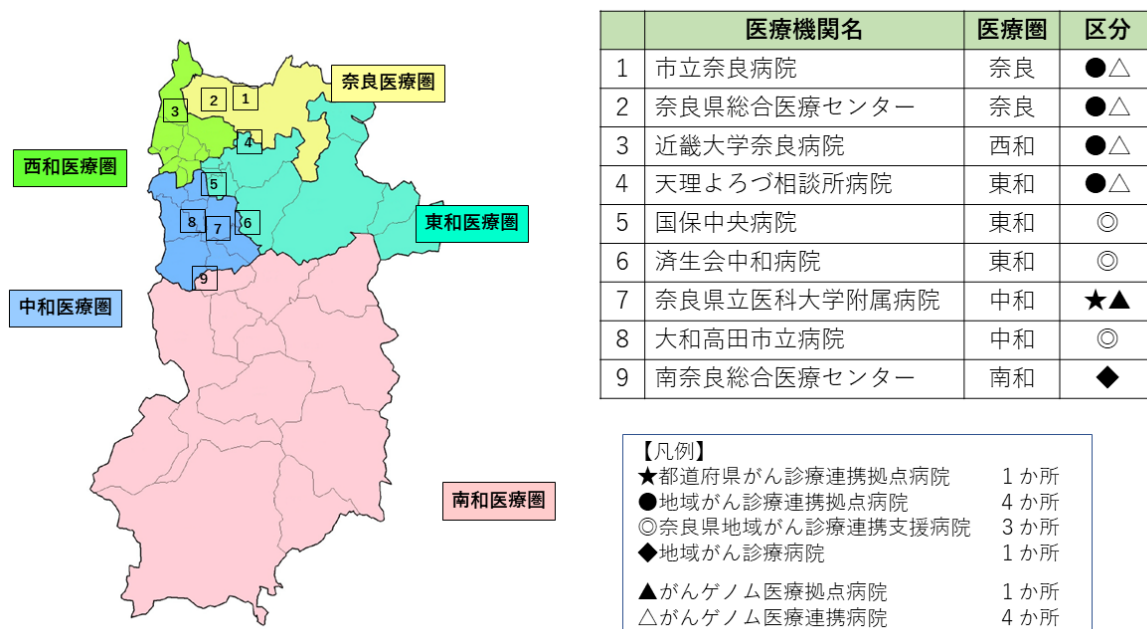 奈良医療圏
西和医療圏
東和医療圏
中和医療圏
南和医療圏
1
2
3
4
5
6
7
8
9
医療機関名 医療圏 区分
1 市立奈良病院 奈良 ●△
2 奈良県総合医療センター 奈良 ●△
3 近畿大学奈良病院 西和 ●△
4 天理よろづ相談所病院 東和 ●△
5 国保中央病院 東和 ◎
6 済生会中和病院 東和 ◎
7 奈良県立医科大学附属病院 中和 ★▲
8 大和高田市立病院 中和 ◎
9 南奈良総合医療センター 南和 ◆
【凡例】
★都道府県がん診療連携拠点病院 1か所
●地域がん診療連携拠点病院 4か所
◎奈良県地域がん診療連携支援病院 3か所
◆地域がん診療病院 1か所
▲がんゲノム医療拠点病院 1か所
△がんゲノム医療連携病院 4か所